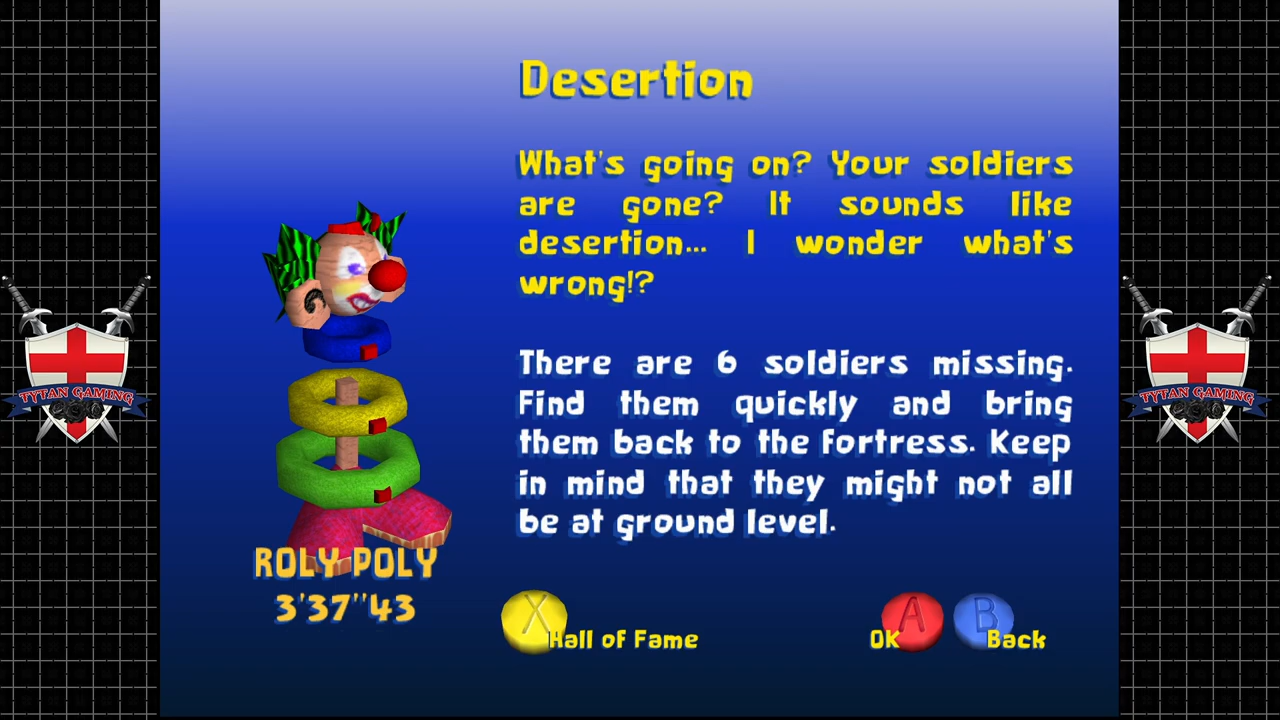 Desertion
What's going on? Your soldiers
are gone? It sounds like
desertion... I wonder what's
wrong!?
There are 6 soldiers missing.
Find them quickly and bring
them back to the fortress. Keep
in mind that they might not all
be at ground level.
ROLY POLY
3'37''43
X Hall of Fame
OK A B Back
TYTAN GAMING
TYTAN GAMING